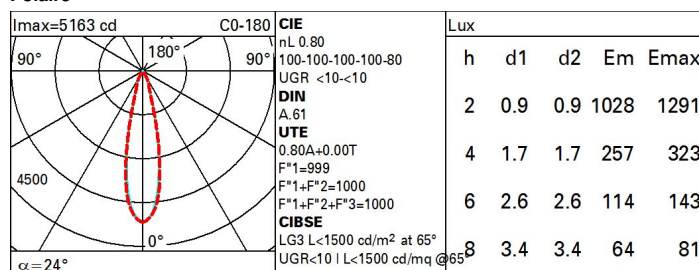 Imax=5163 cd C0-180
90° 180° 90°
4500
0°
α=24°
CIE
nL 0.80
100-100-100-100-80
UGR <10-<10
DIN
A.61
UTE
0.80A+0.00T
F"1=999
F"1+F"2=1000
F"1+F"2+F"3=1000
CIBSE
LG3 L<1500 cd/m² at 65°
UGR<10 | L<1500 cd/mq @65°
Lux
h d1 d2 Em Emax
2 0.9 0.9 1028 1291
4 1.7 1.7 257 323
6 2.6 2.6 114 143
8 3.4 3.4 64 81